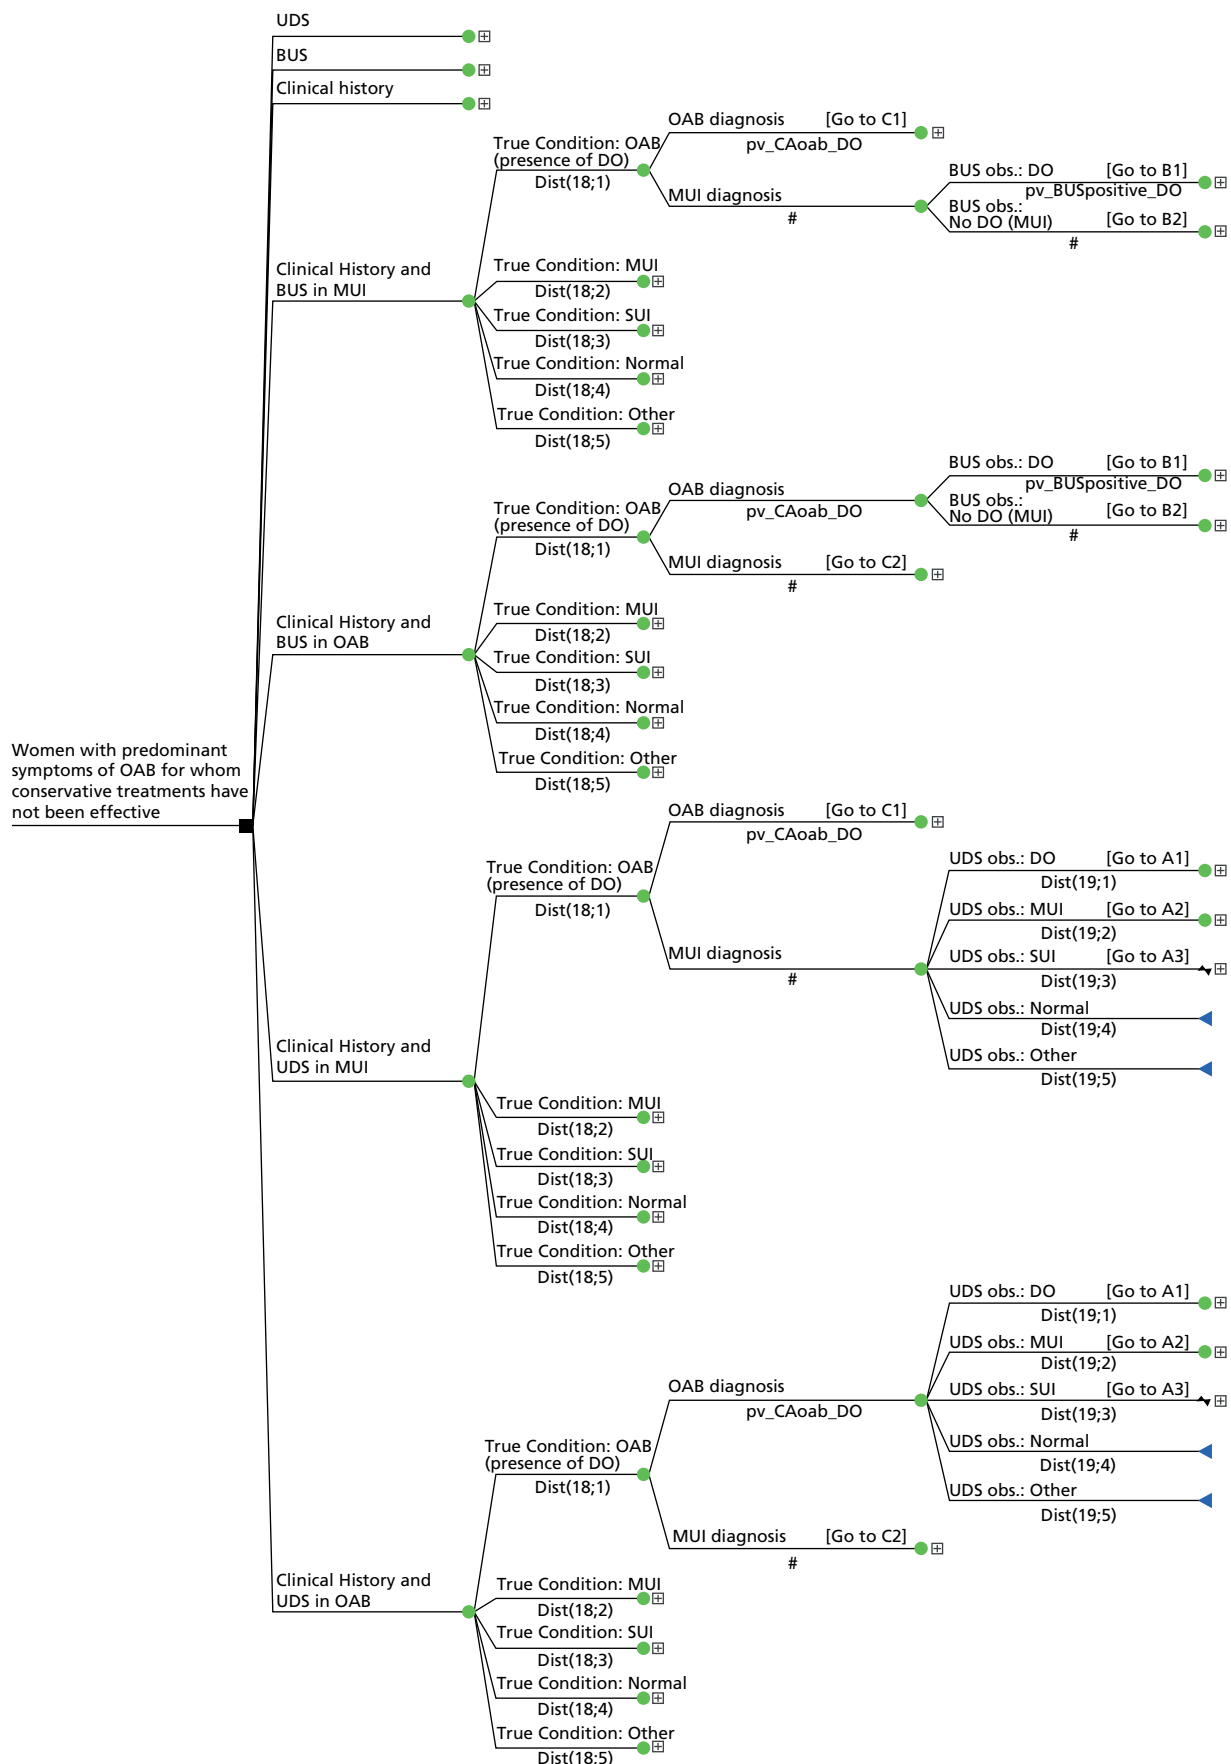 UDS
BUS
Clinical history
Clinical History and
BUS in MUI
True Condition: OAB
(presence of DO)
Dist(18;1)
OAB diagnosis [Go to C1]
pv_CAoab_DO
MUI diagnosis
#
BUS obs.: DO [Go to B1]
pv_BUSpositive_DO
BUS obs.:
No DO (MUI) [Go to B2]
#
True Condition: MUI
Dist(18;2)
True Condition: SUI
Dist(18;3)
True Condition: Normal
Dist(18;4)
True Condition: Other
Dist(18;5)
Clinical History and
BUS in OAB
True Condition: OAB
(presence of DO)
Dist(18;1)
OAB diagnosis
pv_CAoab_DO
BUS obs.: DO [Go to B1]
pv_BUSpositive_DO
BUS obs.:
No DO (MUI) [Go to B2]
#
MUI diagnosis [Go to C2]
#
True Condition: MUI
Dist(18;2)
True Condition: SUI
Dist(18;3)
True Condition: Normal
Dist(18;4)
True Condition: Other
Dist(18;5)
Women with predominant
symptoms of OAB for whom
conservative treatments have
not been effective
Clinical History and
UDS in MUI
True Condition: OAB
(presence of DO)
Dist(18;1)
OAB diagnosis [Go to C1]
pv_CAoab_DO
MUI diagnosis
#
UDS obs.: DO [Go to A1]
Dist(19;1)
UDS obs.: MUI [Go to A2]
Dist(19;2)
UDS obs.: SUI [Go to A3]
Dist(19;3)
UDS obs.: Normal
Dist(19;4)
UDS obs.: Other
Dist(19;5)
True Condition: MUI
Dist(18;2)
True Condition: SUI
Dist(18;3)
True Condition: Normal
Dist(18;4)
True Condition: Other
Dist(18;5)
Clinical History and
UDS in OAB
True Condition: OAB
(presence of DO)
Dist(18;1)
OAB diagnosis
pv_CAoab_DO
UDS obs.: DO [Go to A1]
Dist(19;1)
UDS obs.: MUI [Go to A2]
Dist(19;2)
UDS obs.: SUI [Go to A3]
Dist(19;3)
UDS obs.: Normal
Dist(19;4)
UDS obs.: Other
Dist(19;5)
MUI diagnosis [Go to C2]
#
True Condition: MUI
Dist(18;2)
True Condition: SUI
Dist(18;3)
True Condition: Normal
Dist(18;4)
True Condition: Other
Dist(18;5)